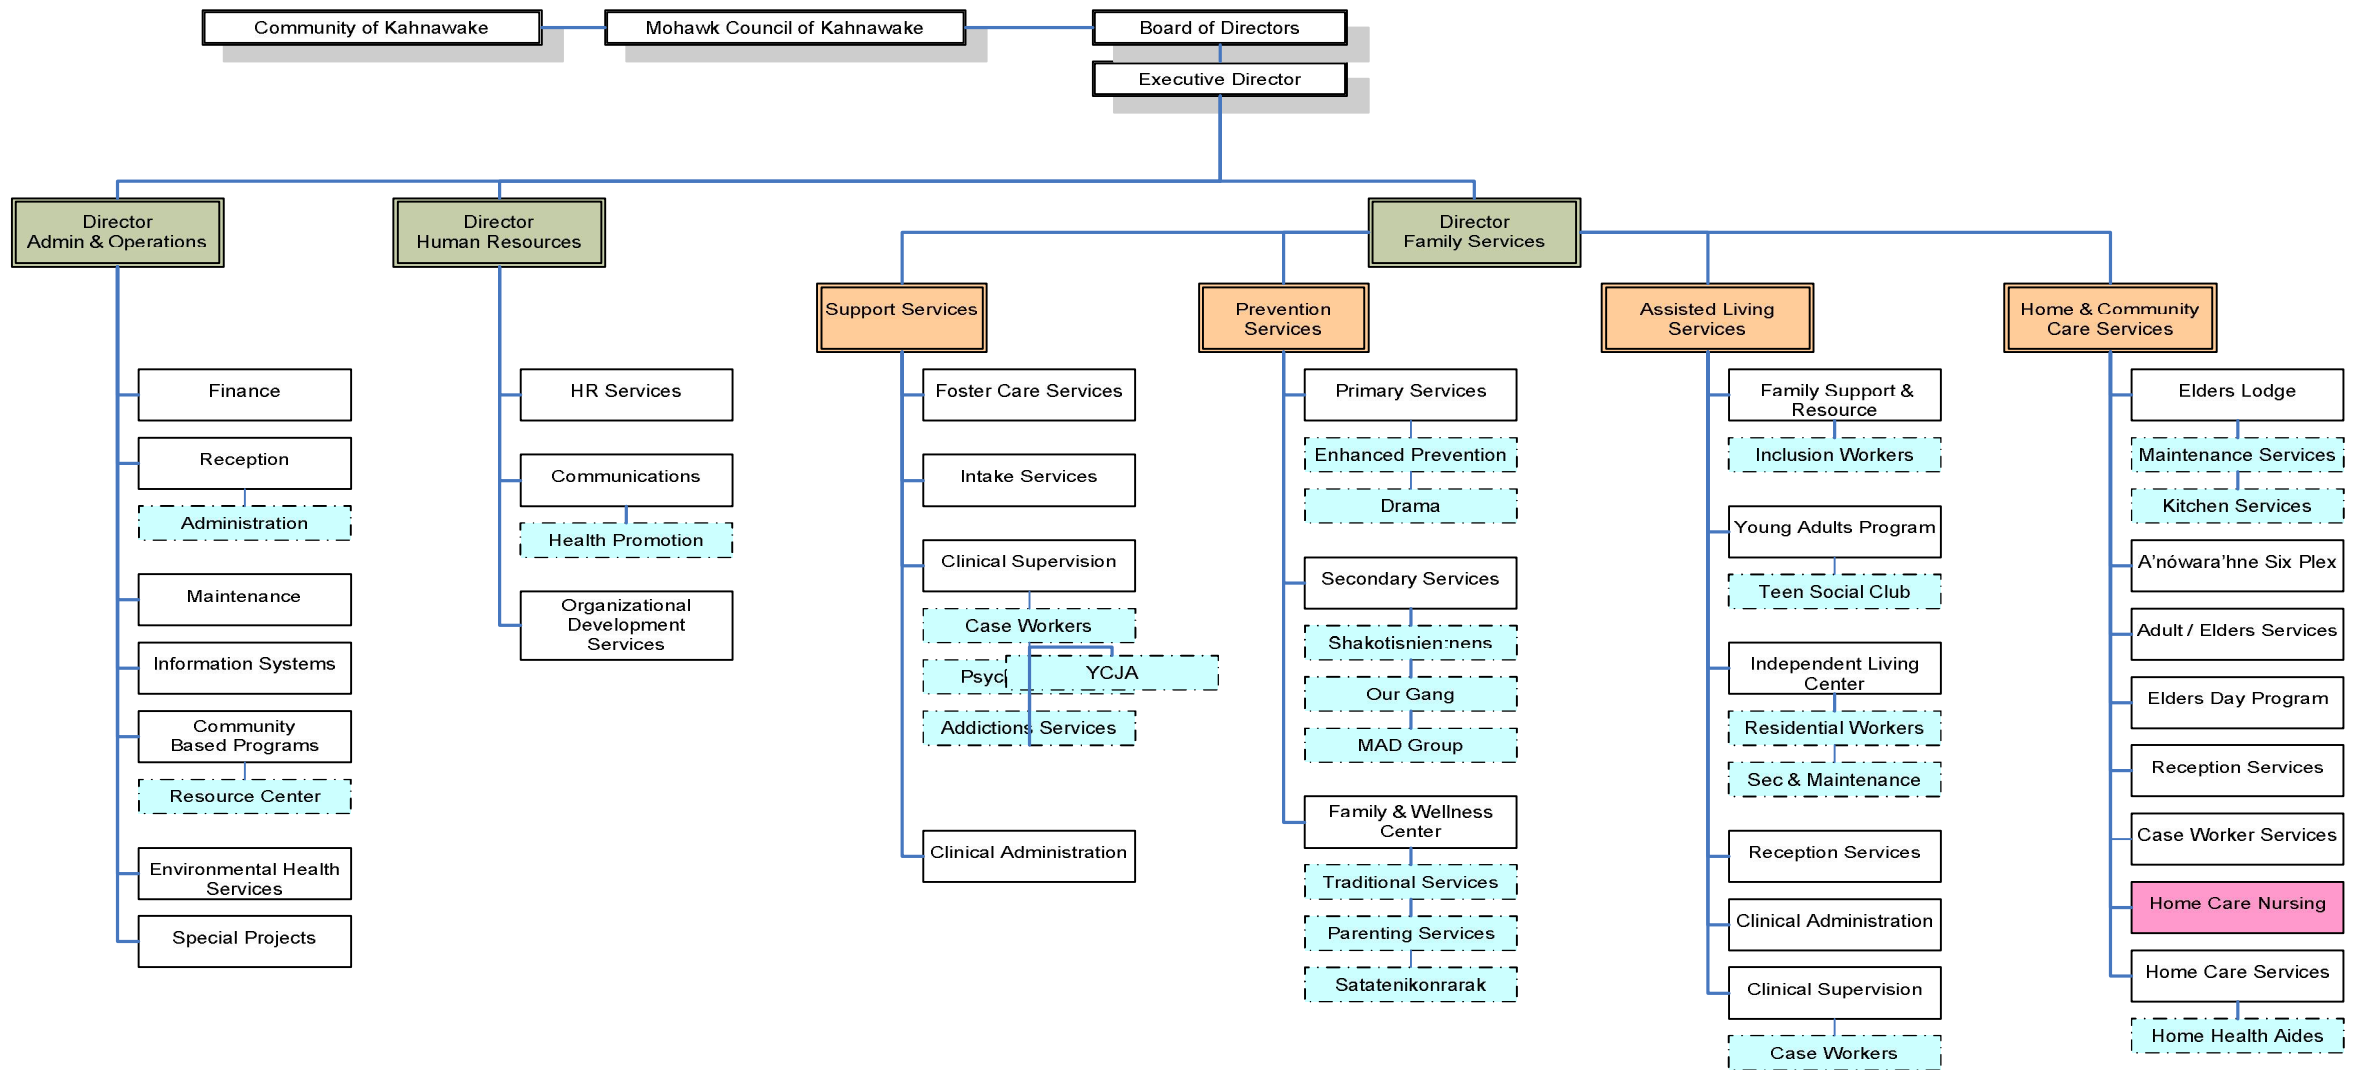 Community of Kahnawake
Mohawk Council of Kahnawake
Board of Directors
Executive Director
Director
Admin & Operations
Director
Human Resources
Director
Family Services
Support Services
Prevention
Services
Assisted Living
Services
Home & Community
Care Services
Finance
Reception
Administration
Maintenance
Information Systems
Community
Based Programs
Resource Center
Environmental Health
Services
Special Projects
HR Services
Communications
Health Promotion
Organizational
Development
Services
Foster Care Services
Intake Services
Clinical Supervision
Case Workers
YCJA
Addictions Services
Clinical Administration
Primary Services
Enhanced Prevention
Drama
Secondary Services
Our Gang
MAD Group
Family & Wellness
Center
Traditional Services
Parenting Services
Satatenikonrarak
Family Support &
Resource
Inclusion Workers
Young Adults Program
Teen Social Club
Independent Living
Center
Residential Workers
Sec & Maintenance
Reception Services
Clinical Administration
Clinical Supervision
Case Workers
Elders Lodge
Maintenance Services
Kitchen Services
A’nówara’hne Six Plex
Adult / Elders Services
Elders Day Program
Reception Services
Case Worker Services
Home Care Nursing
Home Care Services
Home Health Aides